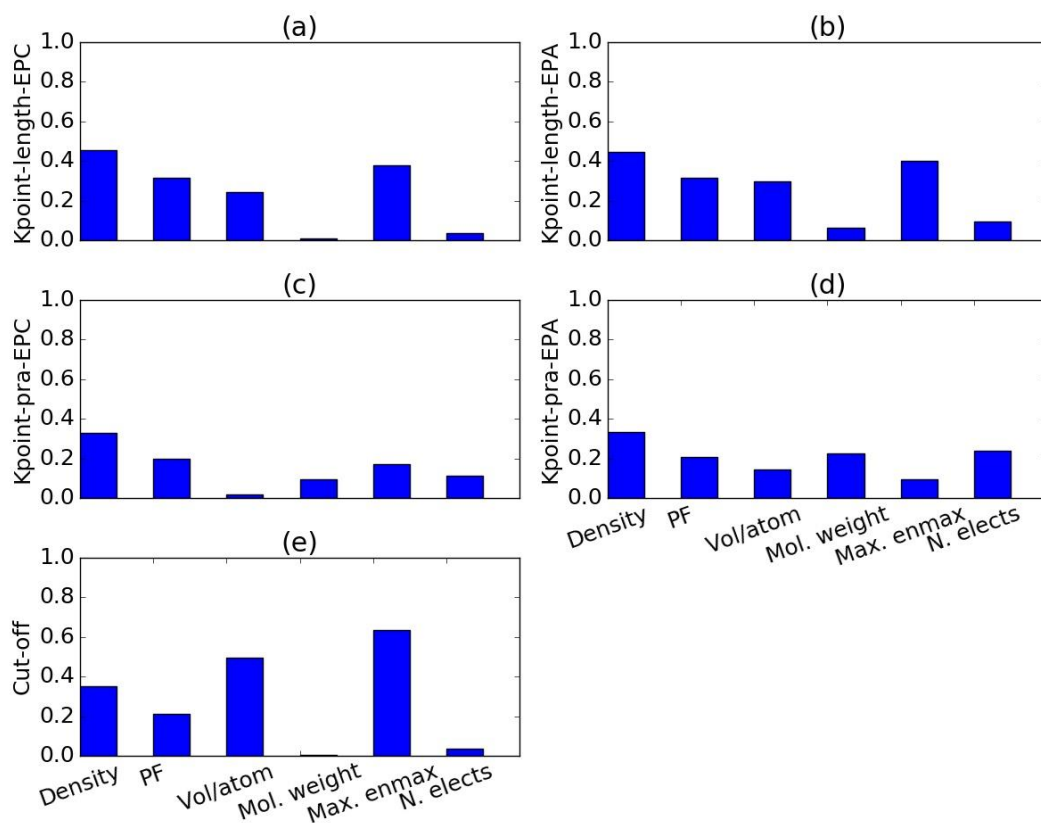 (a)
Kpoint-length-EPC
1.0
0.8
0.6
0.4
0.2
0.0
(b)
Kpoint-length-EPA
1.0
0.8
0.6
0.4
0.2
0.0
(c)
Kpoint-pra-EPC
1.0
0.8
0.6
0.4
0.2
0.0
(d)
Kpoint-pra-EPA
1.0
0.8
0.6
0.4
0.2
0.0
Density
PF
Vol/atom
Mol. weight
Max. enmax
N. elects
(e)
Cut-off
1.0
0.8
0.6
0.4
0.2
0.0
Density
PF
Vol/atom
Mol. weight
Max. enmax
N. elects